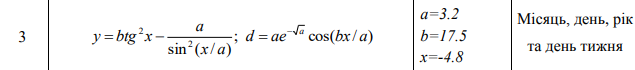 3
y = btg²x − a / sin²(x/a); d = ae^(−√a) cos(bx/a)
a=3.2
b=17.5
x=-4.8
Місяць, день, рік
та день тижня